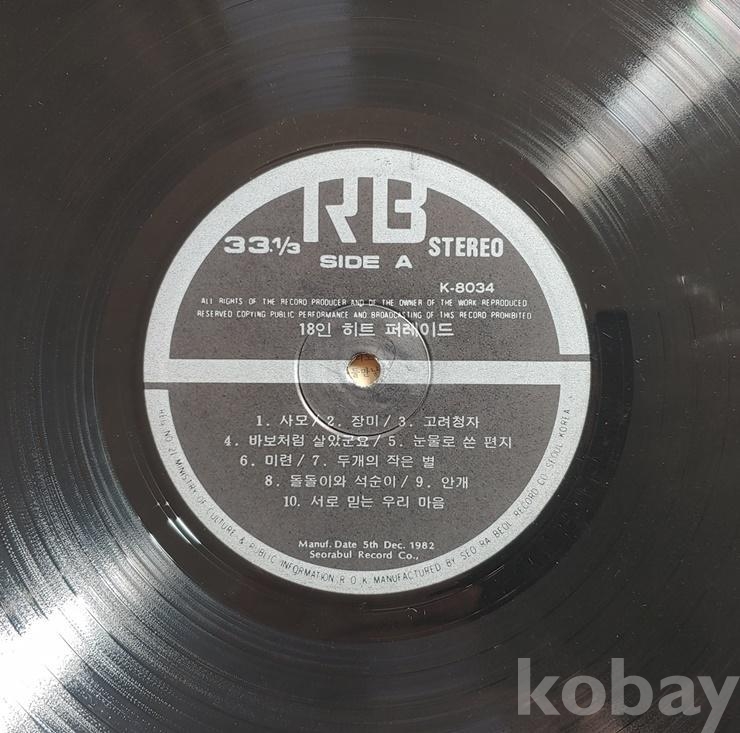 RB
33.1/3 STEREO
SIDE A
K-8034
ALL RIGHTS OF THE RECORD PRODUCER AND OF THE OWNER OF THE WORK REPRODUCED
RESERVED COPYING PUBLIC PERFORMANCE AND BROADCASTING OF THIS RECORD PROHIBITED
18인 히트 퍼레이드
1. 사모 / 2. 장미 / 3. 고려청자
4. 바보처럼 살았군요 / 5. 눈물로 쓴 편지
6. 미련 / 7. 두개의 작은 별
8. 돌돌이와 석순이 / 9. 안개
10. 서로 믿는 우리 마음
Manuf. Date 5th Dec. 1982
Seorabul Record Co.,
REG NO 21 MINISTRY OF CULTURE & PUBLIC INFORMATION R.O.K. MANUFACTURED BY SEO RA BEOL RECORD CO. SEOUL KOREA
kobay